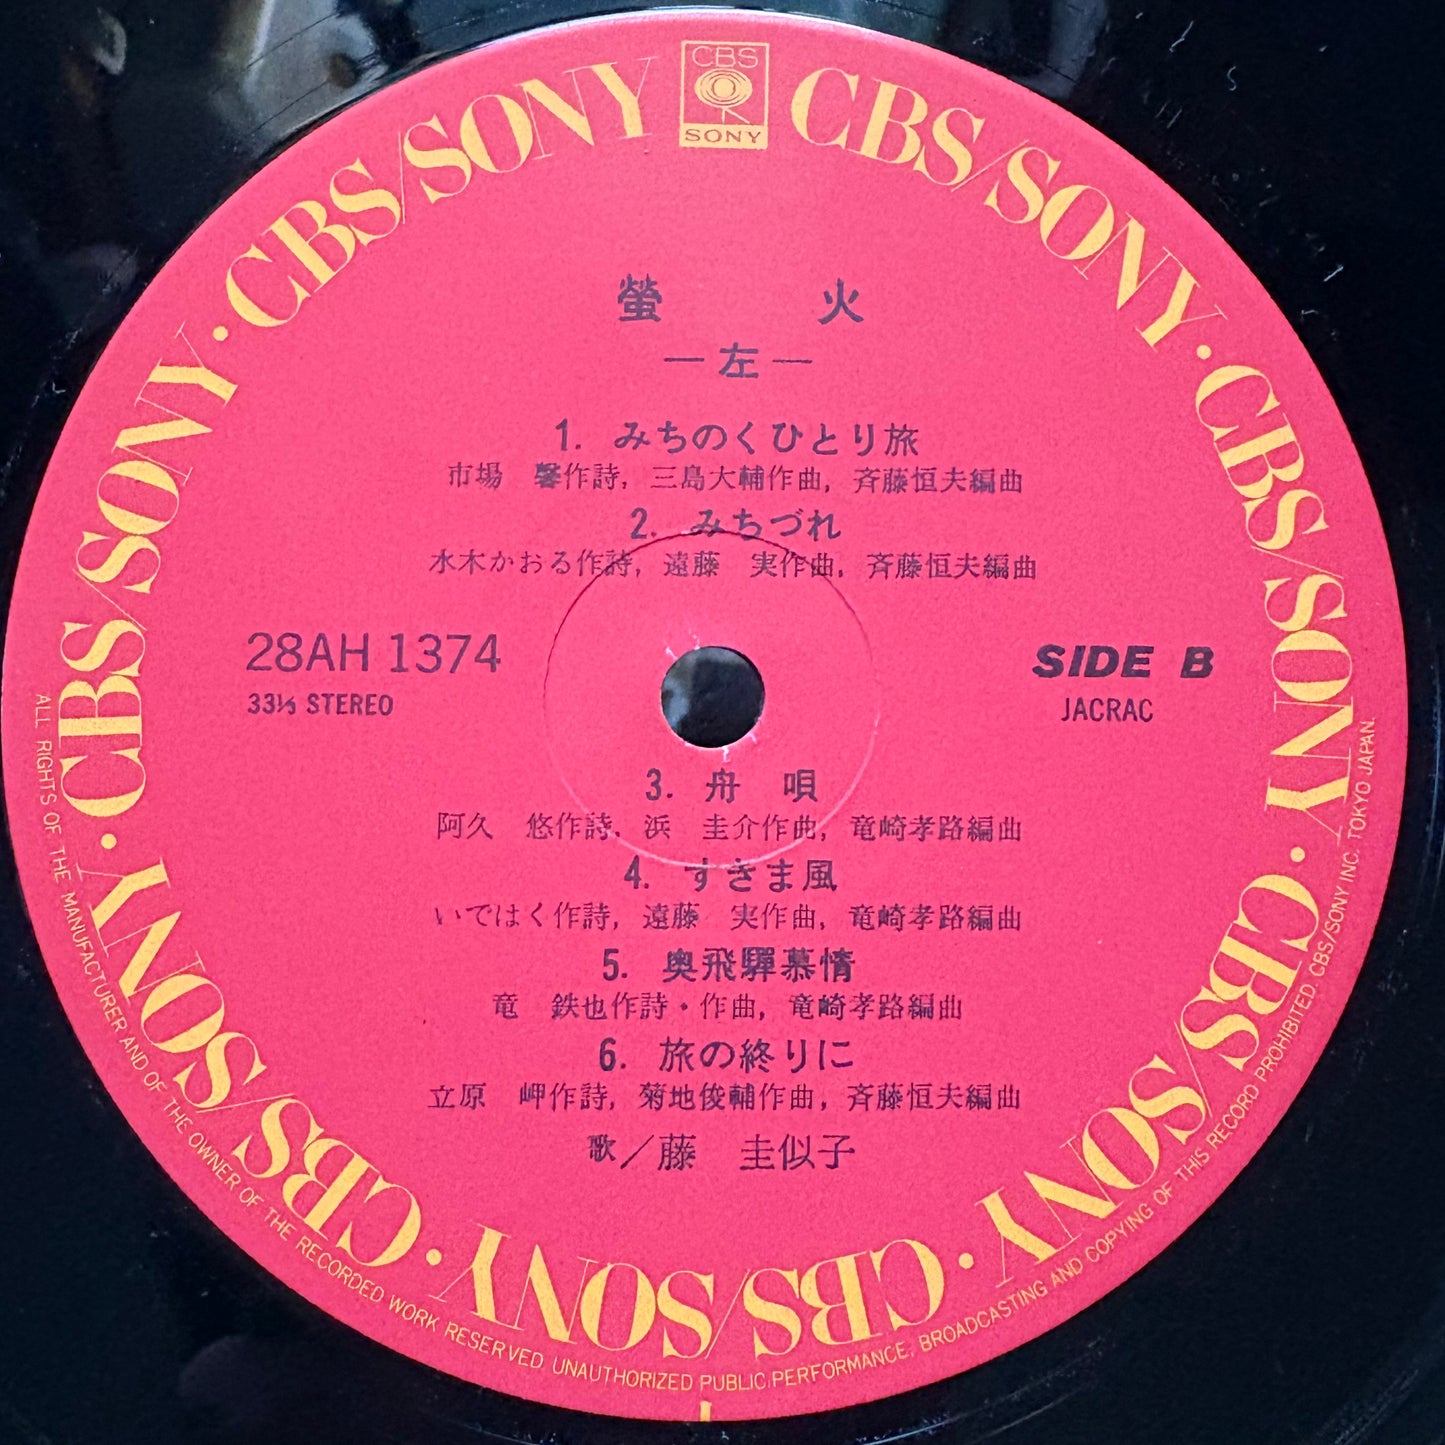 CBS
SONY
CBS/SONY · CBS/SONY · CBS/SONY · CBS/SONY · CBS/SONY · CBS/SONY · CBS/SONY · CBS/SONY
螢火
—左—
1. みちのくひとり旅
市場 馨作詩, 三島大輔作曲, 斉藤恒夫編曲
2. みちづれ
水木かおる作詩, 遠藤 実作曲, 斉藤恒夫編曲
28AH 1374
33⅓ STEREO
SIDE B
JACRAC
3. 舟唄
阿久 悠作詩, 浜 圭介作曲, 竜崎孝路編曲
4. すきま風
いではく作詩, 遠藤 実作曲, 竜崎孝路編曲
5. 奥飛驒慕情
竜 鉄也作詩・作曲, 竜崎孝路編曲
6. 旅の終りに
立原 岬作詩, 菊地俊輔作曲, 斉藤恒夫編曲
歌／藤 圭似子
ALL RIGHTS OF THE MANUFACTURER AND OF THE OWNER OF THE RECORDED WORK RESERVED UNAUTHORIZED PUBLIC PERFORMANCE, BROADCASTING AND COPYING OF THIS RECORD PROHIBITED. CBS/SONY INC. TOKYO JAPAN.